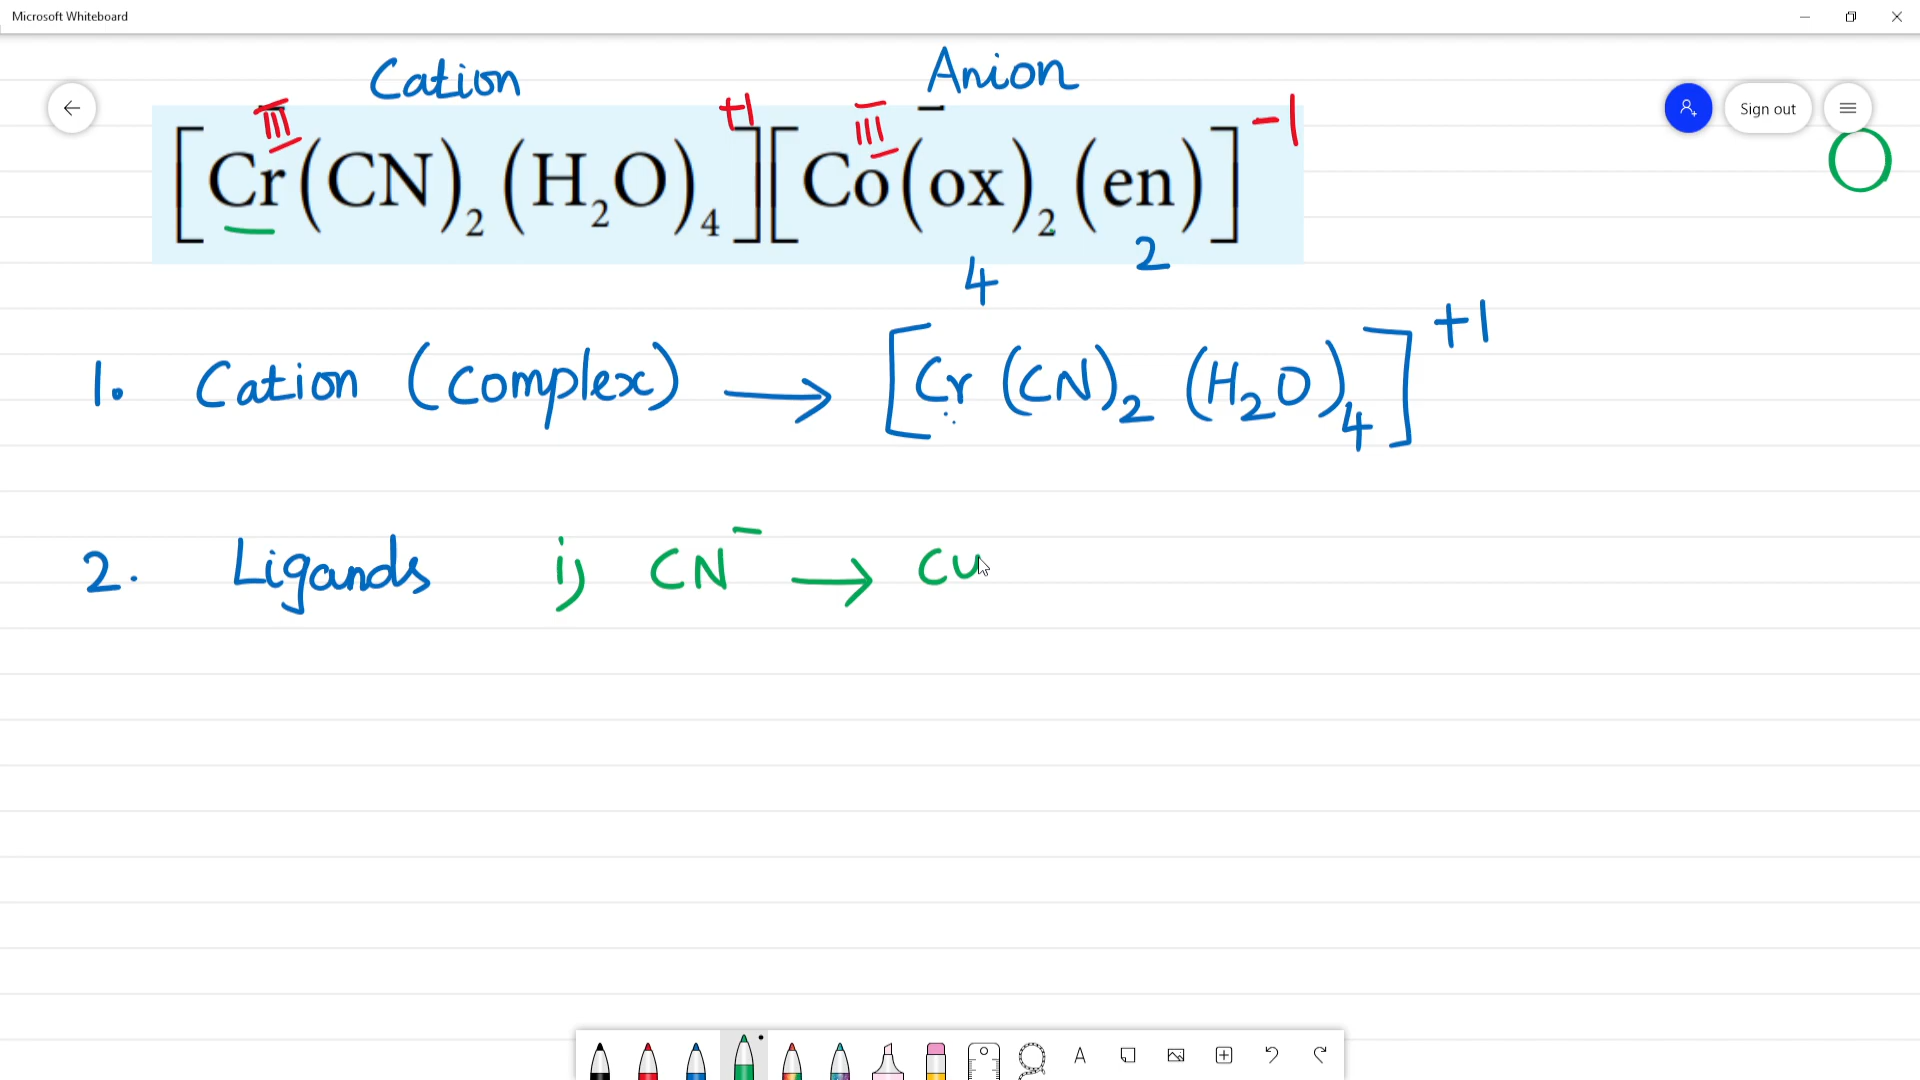 Microsoft Whiteboard
Cation Anion
III +1 III -1
[Cr(CN)₂(H₂O)₄][Co(ox)₂(en)]
4 2
Sign out
1. Cation (complex) → [Cr (CN)₂ (H₂O)₄]⁺¹
2. Ligands i) CN⁻ → CU
A